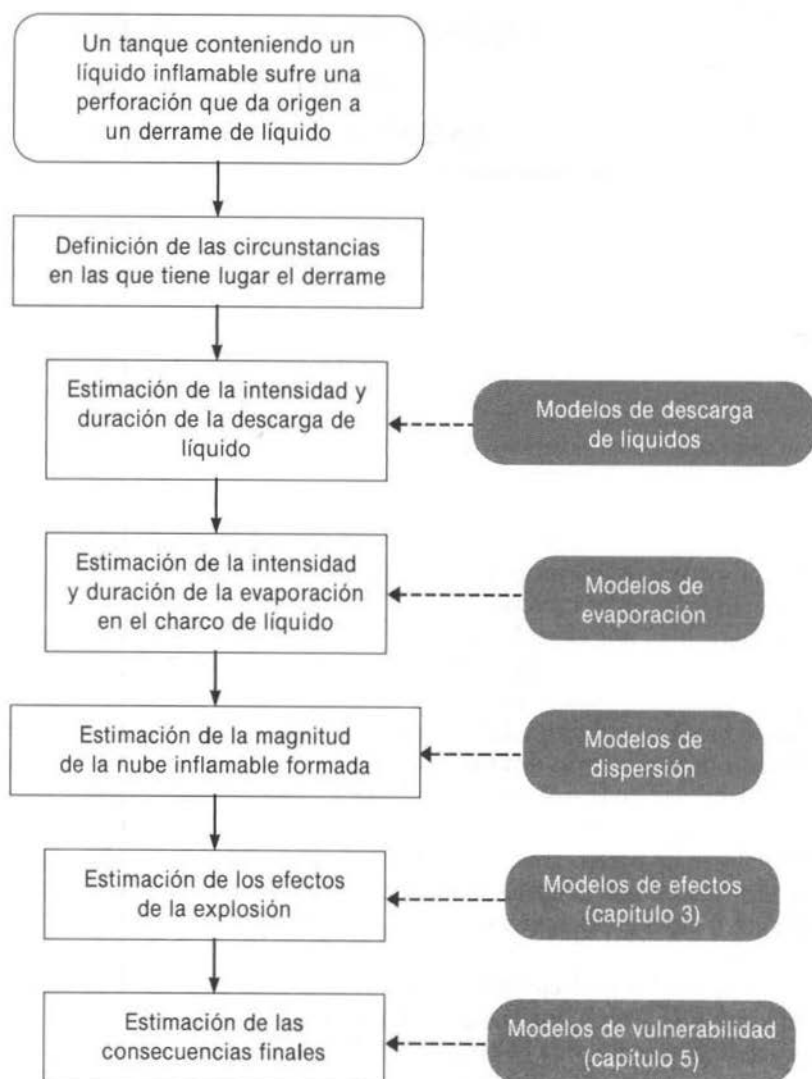 Un tanque conteniendo un
líquido inflamable sufre una
perforación que da origen a
un derrame de líquido
Definición de las circunstancias
en las que tiene lugar el derrame
Estimación de la intensidad y
duración de la descarga de
líquido
Modelos de descarga
de líquidos
Estimación de la intensidad
y duración de la evaporación
en el charco de líquido
Modelos de
evaporación
Estimación de la magnitud
de la nube inflamable formada
Modelos de
dispersión
Estimación de los efectos
de la explosión
Modelos de efectos
(capítulo 3)
Estimación de las
consecuencias finales
Modelos de vulnerabilidad
(capítulo 5)